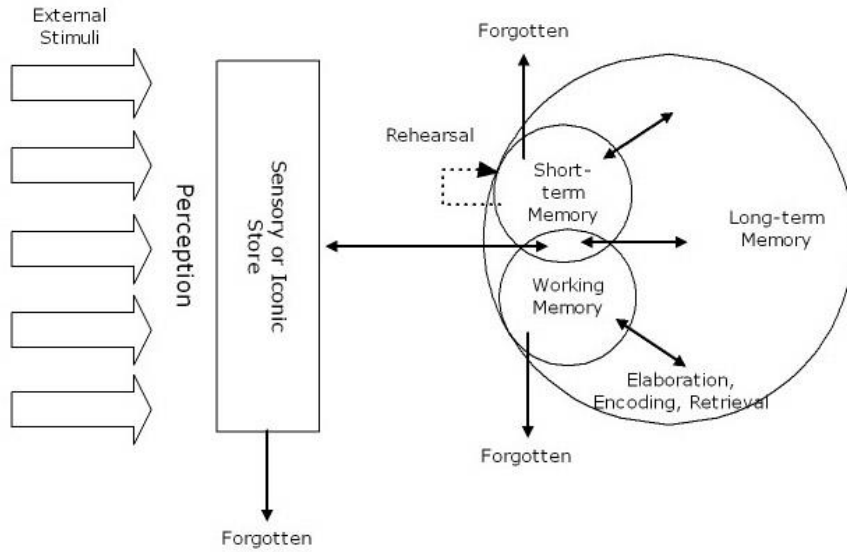 External
Stimuli
Perception
Sensory or Iconic
Store
Forgotten
Forgotten
Rehearsal
Short-
term
Memory
Long-term
Memory
Working
Memory
Elaboration,
Encoding, Retrieval
Forgotten